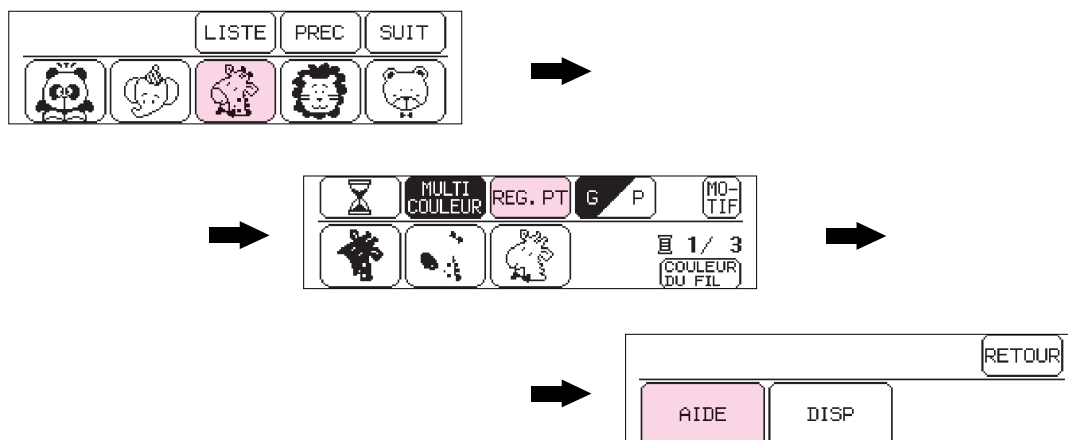 LISTE PREC SUIT
MULTI
COULEUR
REG. PT
G P
MO-
TIF
1/ 3
COULEUR
DU FIL
RETOUR
AIDE DISP